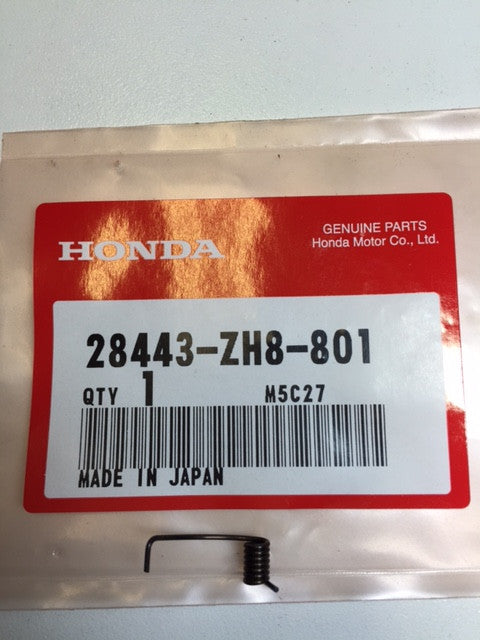 HONDA
GENUINE PARTS
Honda Motor Co., Ltd.
28443-ZH8-801
QTY 1 M5C27
MADE IN JAPAN